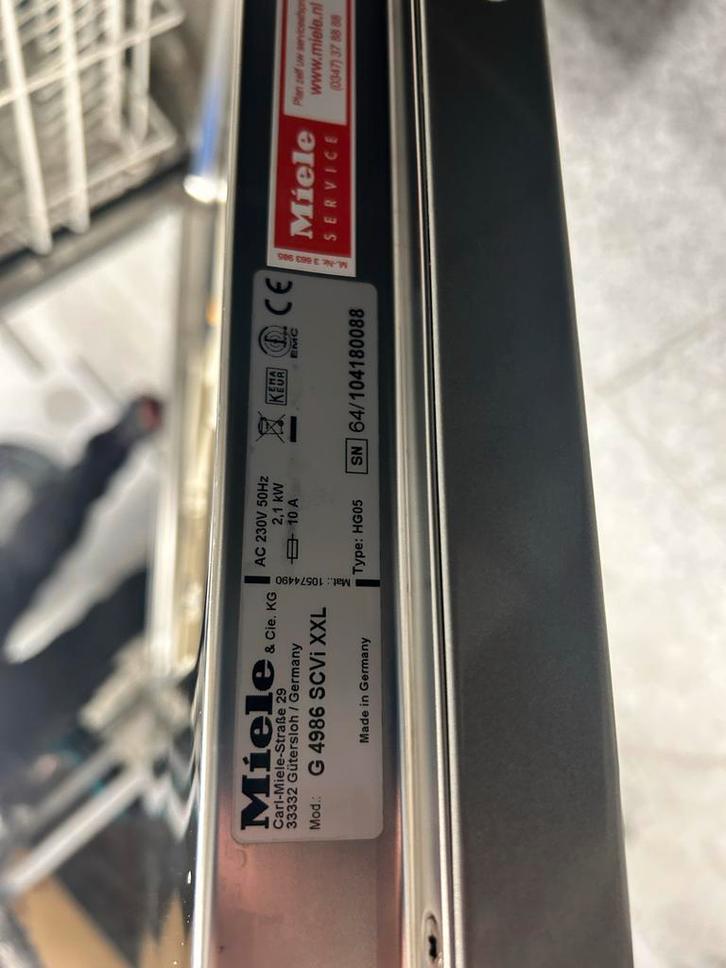 Miele & Cie. KG
Carl-Miele-Straße 29
33332 Gütersloh / Germany
Mod.: G 4986 SCVi XXL
Made in Germany
Mat.: 10574490
AC 230V 50Hz
2,1 kW
10 A
Type: HG05
SN 64/104180088
KEMA
KEUR
EMC
CE
Miele
SERVICE
M.-Nr. 3 663 985
Plan zelf uw
www.miele.nl
(0347) 37 88 88